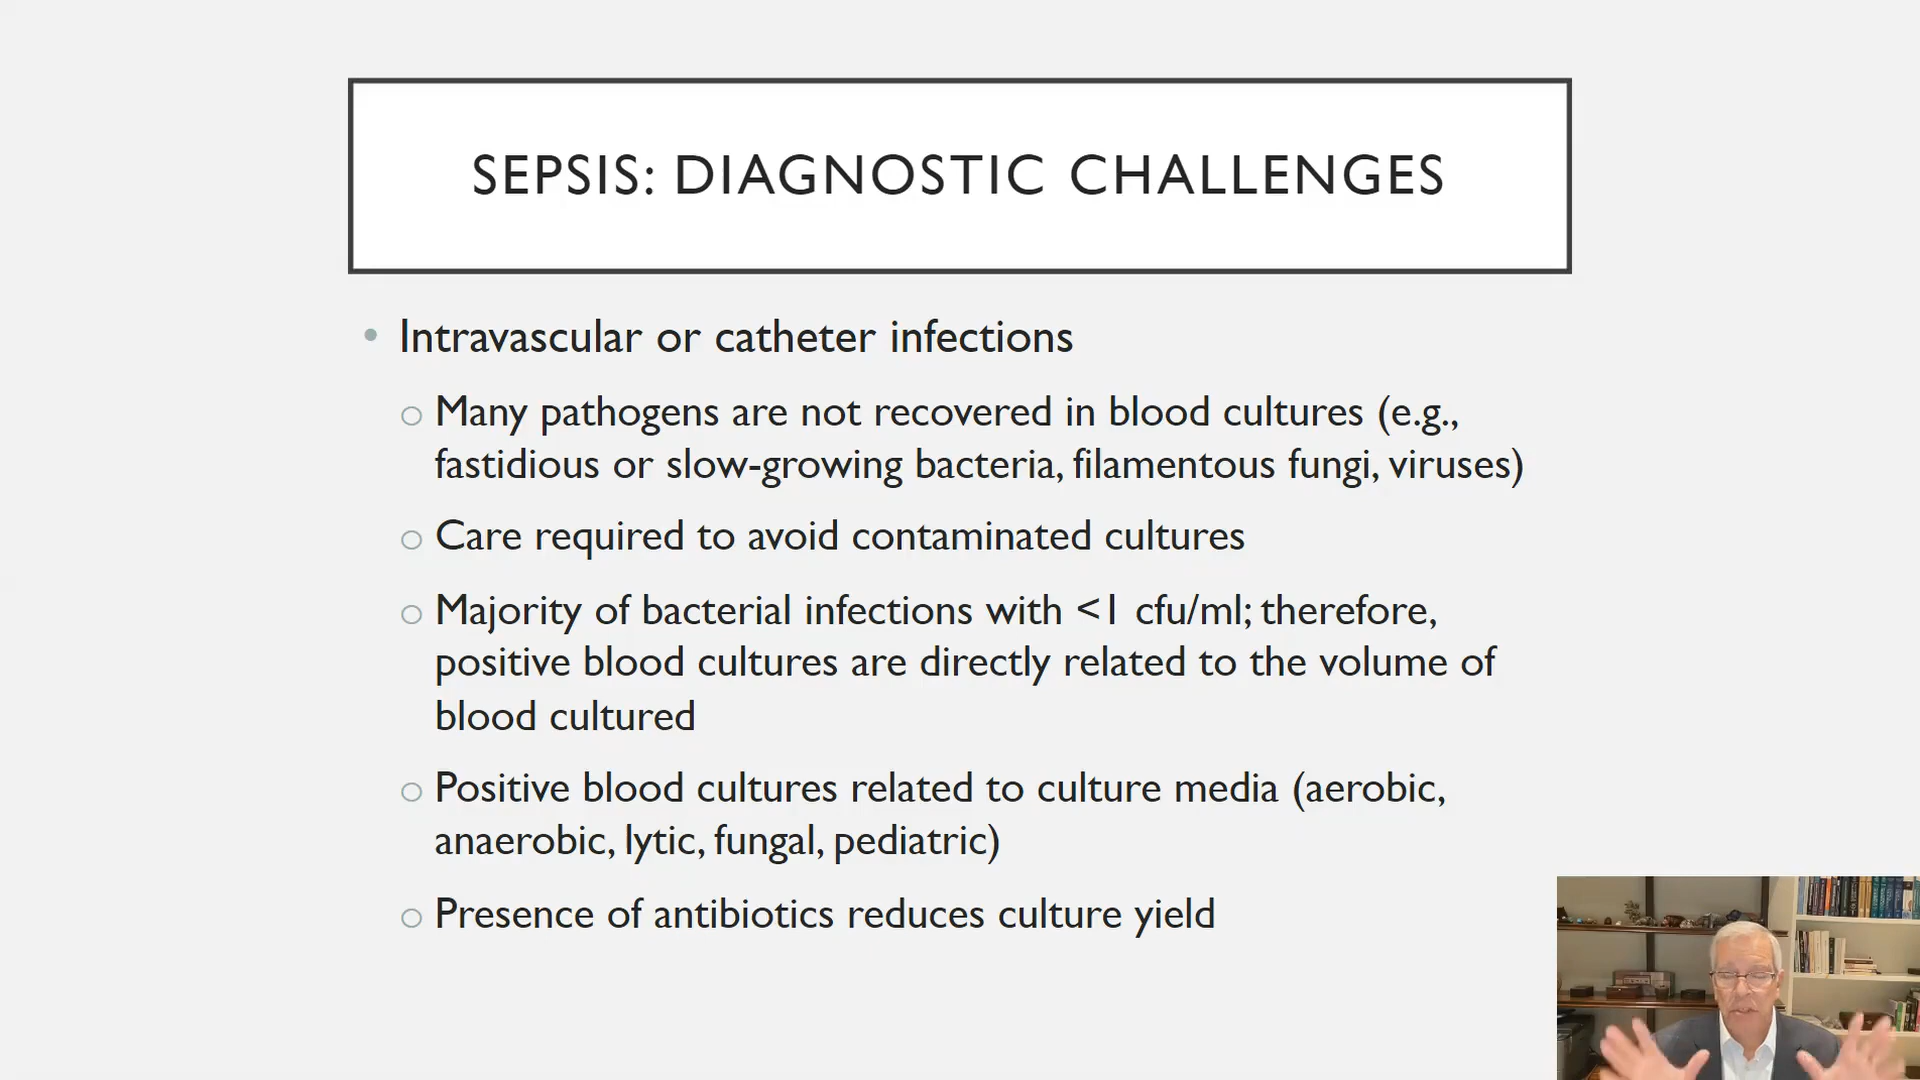 SEPSIS: DIAGNOSTIC CHALLENGES
• Intravascular or catheter infections
o Many pathogens are not recovered in blood cultures (e.g.,
fastidious or slow-growing bacteria, filamentous fungi, viruses)
o Care required to avoid contaminated cultures
o Majority of bacterial infections with <1 cfu/ml; therefore,
positive blood cultures are directly related to the volume of
blood cultured
o Positive blood cultures related to culture media (aerobic,
anaerobic, lytic, fungal, pediatric)
o Presence of antibiotics reduces culture yield